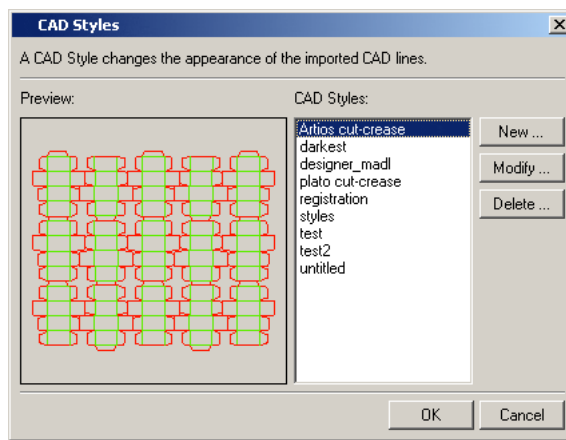 CAD Styles
A CAD Style changes the appearance of the imported CAD lines.
Preview:
CAD Styles:
Artios cut-crease
darkest
designer_madl
plato cut-crease
registration
styles
test
test2
untitled
New ...
Modify ...
Delete ...
OK
Cancel